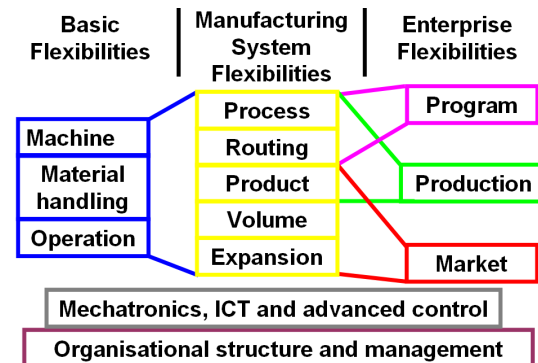 Basic
Flexibilities
Manufacturing
System
Flexibilities
Enterprise
Flexibilities
Machine
Material
handling
Operation
Process
Routing
Product
Volume
Expansion
Program
Production
Market
Mechatronics, ICT and advanced control
Organisational structure and management